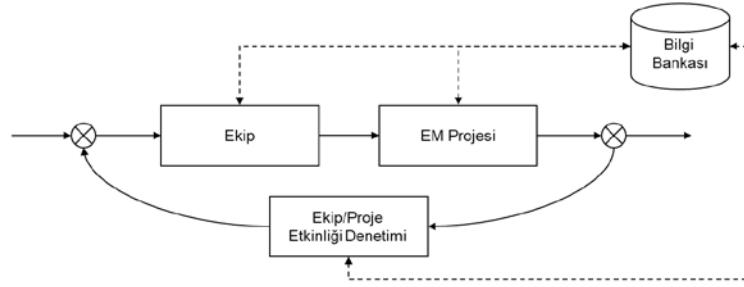 Bilgi
Bankası
Ekip
EM Projesi
Ekip/Proje
Etkinliği Denetimi